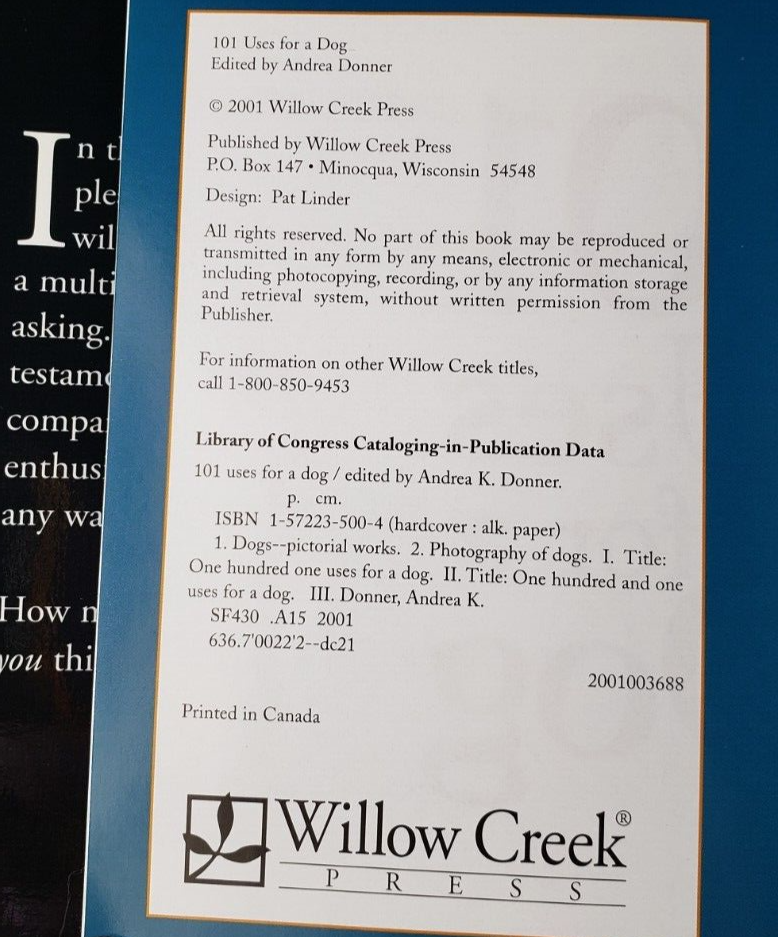 In t
ple
wil
a multi
asking.
testam
compa
enthus
any wa
How
you thi
101 Uses for a Dog
Edited by Andrea Donner
© 2001 Willow Creek Press
Published by Willow Creek Press
P.O. Box 147 • Minocqua, Wisconsin 54548
Design: Pat Linder
All rights reserved. No part of this book may be reproduced or
transmitted in any form by any means, electronic or mechanical,
including photocopying, recording, or by any information storage
and retrieval system, without written permission from the
Publisher.
For information on other Willow Creek titles,
call 1-800-850-9453
Library of Congress Cataloging-in-Publication Data
101 uses for a dog / edited by Andrea K. Donner.
p. cm.
ISBN 1-57223-500-4 (hardcover : alk. paper)
1. Dogs--pictorial works. 2. Photography of dogs. I. Title:
One hundred one uses for a dog. II. Title: One hundred and one
uses for a dog. III. Donner, Andrea K.
SF430 .A15 2001
636.7'0022'2--dc21
2001003688
Printed in Canada
Willow Creek®
PRESS